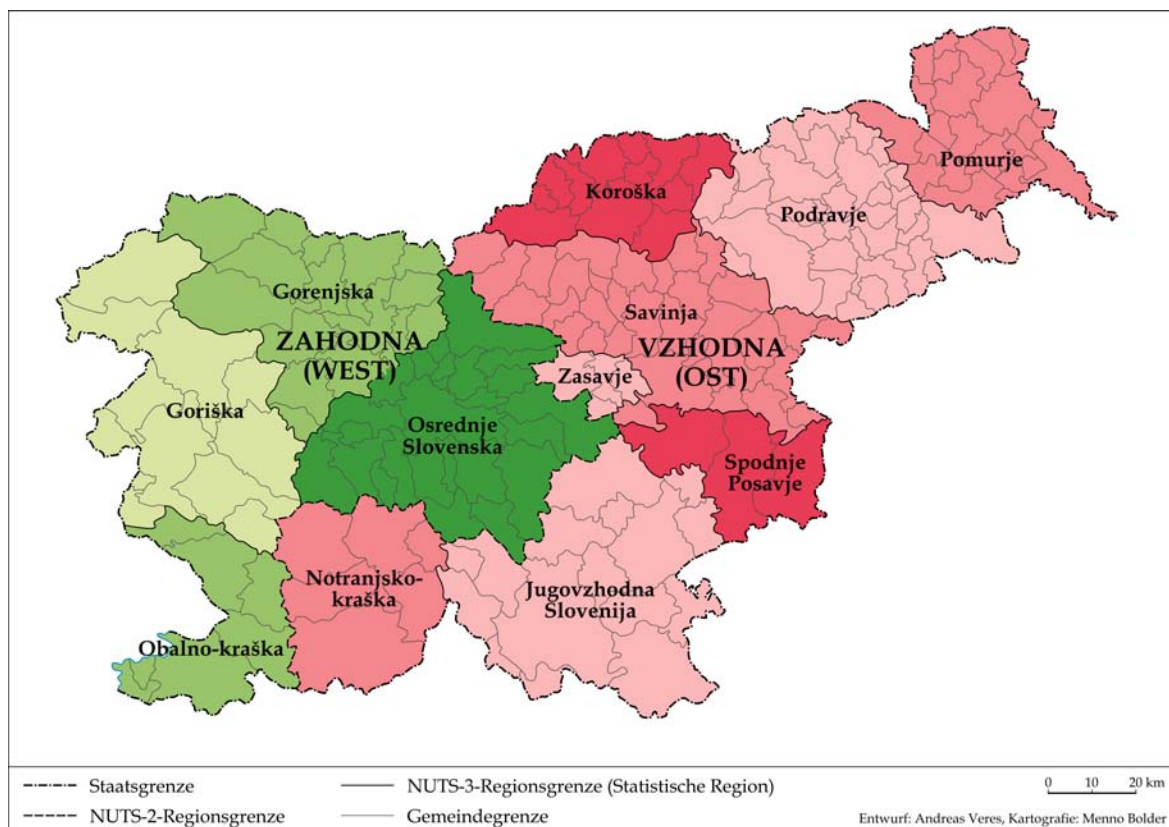 Pomurje
Koroška
Podravje
Gorenjska
Savinja
ZAHODNA
(WEST)
VZHODNA
(OST)
Zasavje
Goriška
Osrednje
Slovenska
Spodnje
Posavje
Notranjsko-
kraška
Jugovzhodna
Slovenija
Obalno-kraška
Staatsgrenze
NUTS-3-Regionsgrenze (Statistische Region)
0 10 20 km
NUTS-2-Regionsgrenze
Gemeindegrenze
Entwurf: Andreas Veres, Kartografie: Menno Bolder